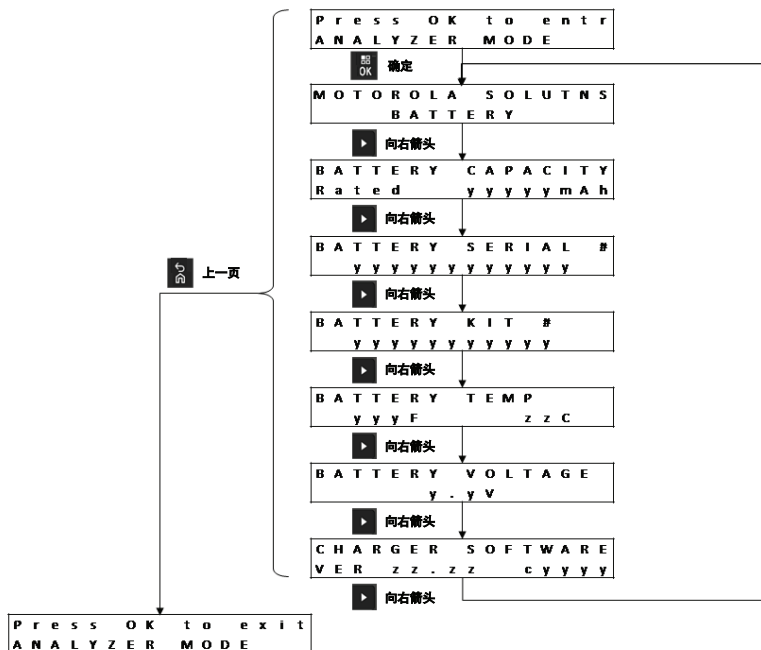 Press OK to entr
ANALYZER MODE
OK 确定
MOTOROLA SOLUTNS
BATTERY
向右箭头
BATTERY CAPACITY
Rated yyyyymAh
向右箭头
BATTERY SERIAL #
yyyyyyyyyyyy
上一页
向右箭头
BATTERY KIT #
yyyyyyyyyyy
向右箭头
BATTERY TEMP
yyyF zzC
向右箭头
BATTERY VOLTAGE
y.yV
向右箭头
CHARGER SOFTWARE
VER zz.zz cyyyy
向右箭头
Press OK to exit
ANALYZER MODE